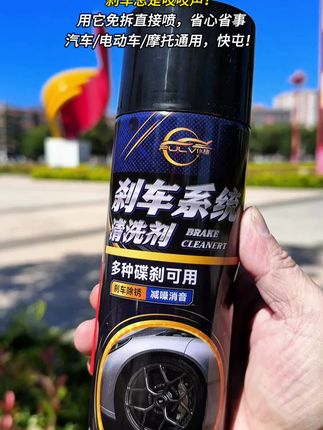 刹车总是吱吱声！
用它免拆直接喷，省心省事
汽车/电动车/摩托通用，快屯！
刹车系统
清洗剂
BRAKE
CLEANERT
多种碟刹可用
刹车除锈
减噪消音